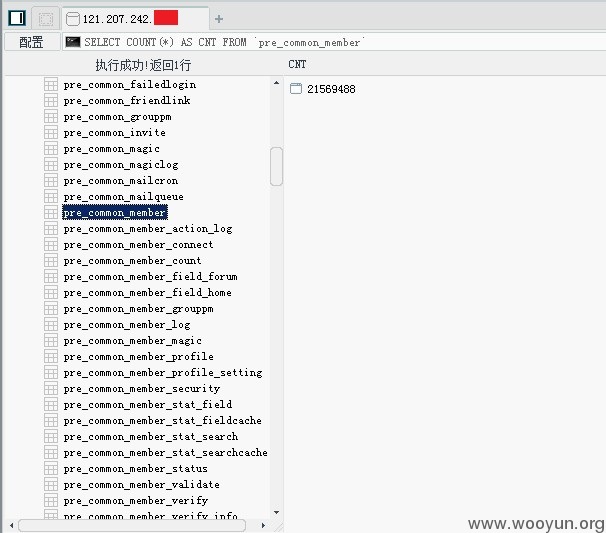 121.207.242.
+
配置
SELECT COUNT(*) AS CNT FROM `pre_common_member`
执行成功!返回1行
CNT
21569488
pre_common_failedlogin
pre_common_friendlink
pre_common_grouppm
pre_common_invite
pre_common_magic
pre_common_magiclog
pre_common_mailcron
pre_common_mailqueue
pre_common_member
pre_common_member_action_log
pre_common_member_connect
pre_common_member_count
pre_common_member_field_forum
pre_common_member_field_home
pre_common_member_grouppm
pre_common_member_log
pre_common_member_magic
pre_common_member_profile
pre_common_member_profile_setting
pre_common_member_security
pre_common_member_stat_field
pre_common_member_stat_fieldcache
pre_common_member_stat_search
pre_common_member_stat_searchcache
pre_common_member_status
pre_common_member_validate
pre_common_member_verify
pre_common_member_verify_info
www.wooyun.org